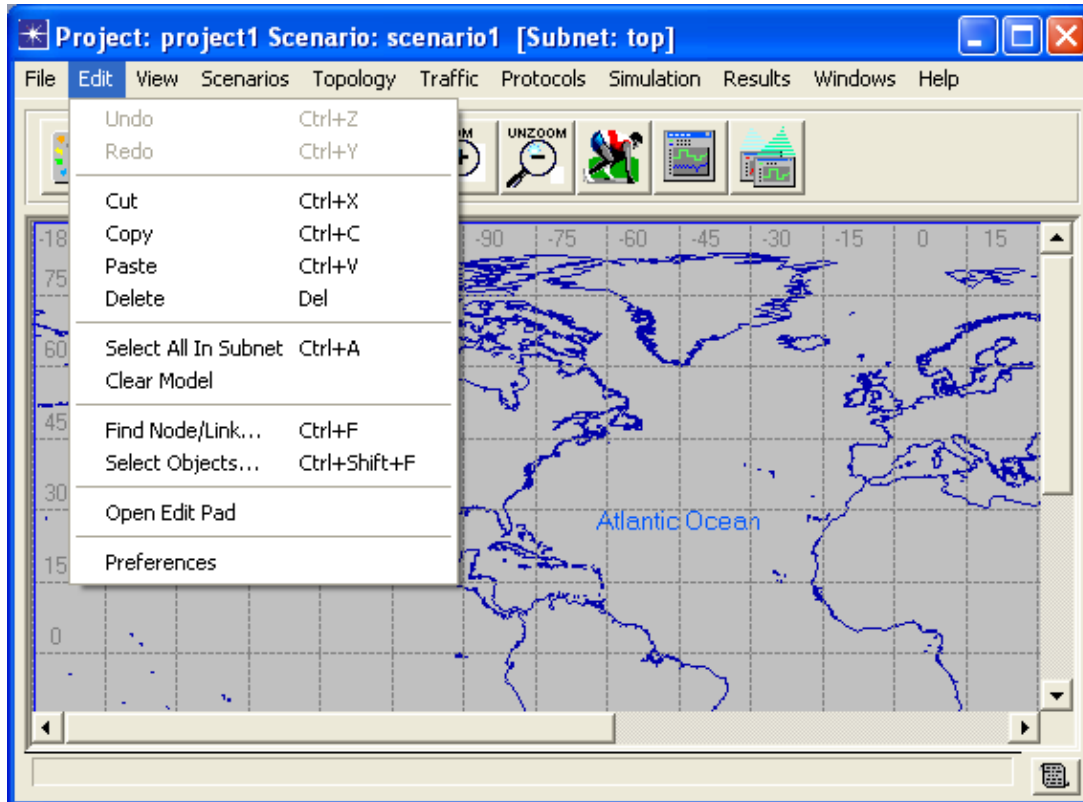 Project: project1 Scenario: scenario1 [Subnet: top]
File Edit View Scenarios Topology Traffic Protocols Simulation Results Windows Help
Undo Ctrl+Z
Redo Ctrl+Y
UNZOOM
Cut Ctrl+X
Copy Ctrl+C
Paste Ctrl+V
Delete Del
Select All In Subnet Ctrl+A
Clear Model
Find Node/Link... Ctrl+F
Select Objects... Ctrl+Shift+F
Open Edit Pad
Preferences
-90 -75 -60 -45 -30 -15 0 15
75
60
45
30
15
0
Atlantic Ocean